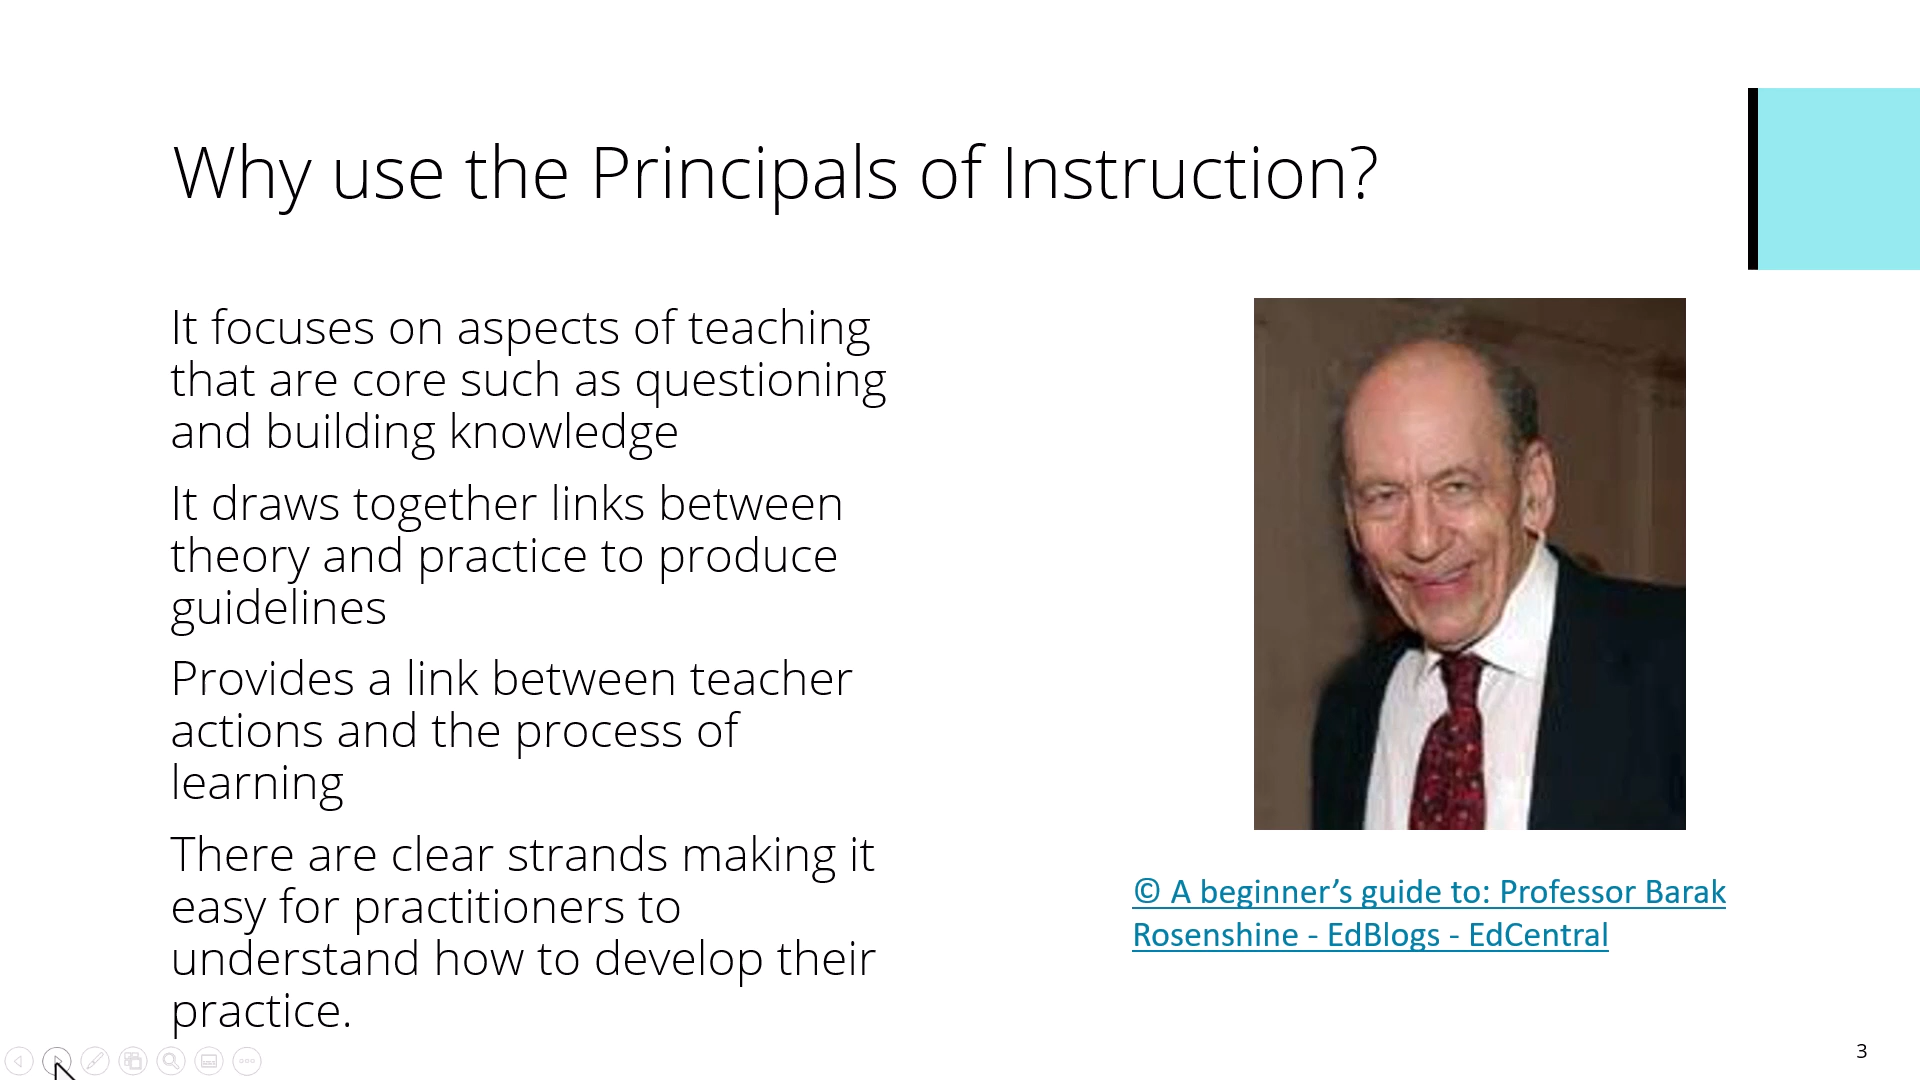 Why use the Principals of Instruction?
It focuses on aspects of teaching
that are core such as questioning
and building knowledge
It draws together links between
theory and practice to produce
guidelines
Provides a link between teacher
actions and the process of
learning
There are clear strands making it
easy for practitioners to
understand how to develop their
practice.
© A beginner’s guide to: Professor Barak
Rosenshine - EdBlogs - EdCentral
3